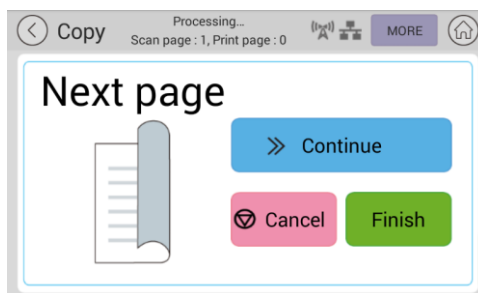 Copy
Processing...
Scan page : 1, Print page : 0
MORE
Next page
Continue
Cancel
Finish